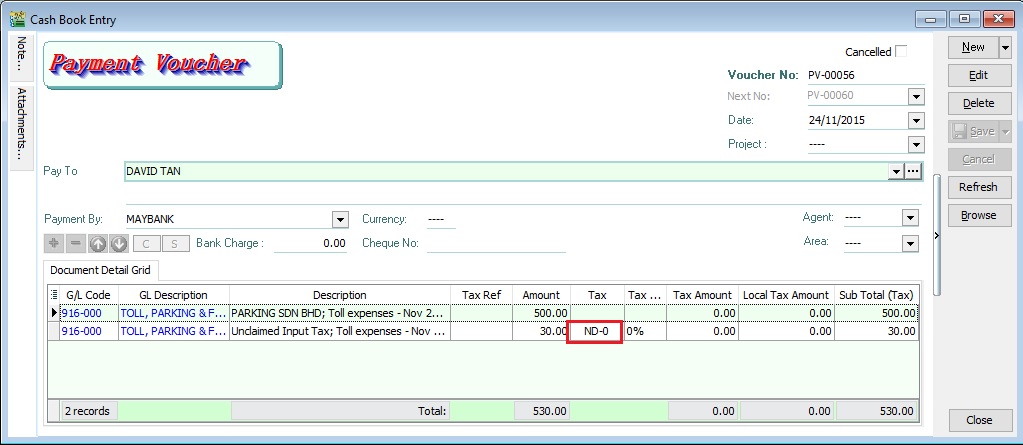 Cash Book Entry
Note...
Attachments...
Payment Voucher
Cancelled
Voucher No: PV-00056
Next No: PV-00060
Date: 24/11/2015
Project : ----
Pay To DAVID TAN
Payment By: MAYBANK Currency: ---- Agent: ----
C S Bank Charge : 0.00 Cheque No: Area: ----
Document Detail Grid
G/L Code GL Description Description Tax Ref Amount Tax Tax ... Tax Amount Local Tax Amount Sub Total (Tax)
916-000 TOLL, PARKING & F... PARKING SDN BHD; Toll expenses - Nov 2... 500.00 0.00 0.00 500.00
916-000 TOLL, PARKING & F... Unclaimed Input Tax; Toll expenses - Nov ... 30.00 ND-0 0% 0.00 0.00 30.00
2 records Total: 530.00 0.00 0.00 530.00
New
Edit
Delete
Save
Cancel
Refresh
Browse
Close